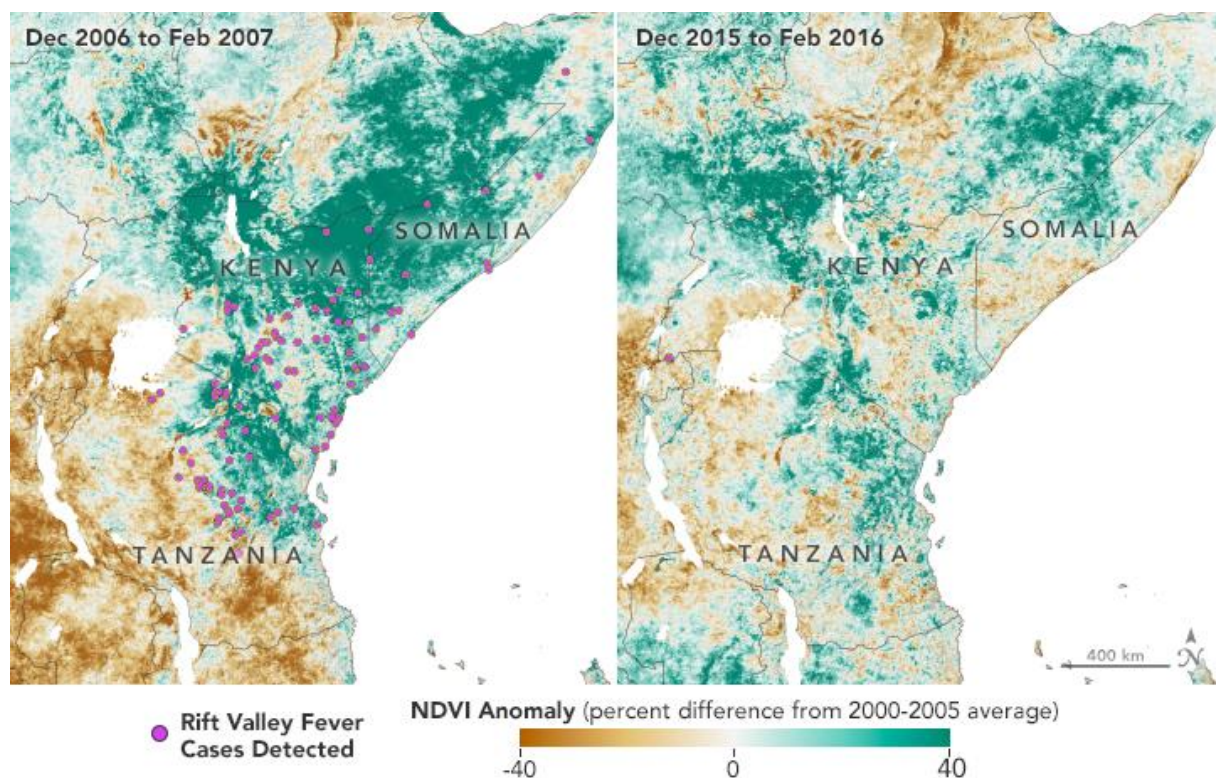 Dec 2006 to Feb 2007
SOMALIA
KENYA
TANZANIA
Dec 2015 to Feb 2016
SOMALIA
KENYA
TANZANIA
400 km
N
Rift Valley Fever
Cases Detected
NDVI Anomaly (percent difference from 2000-2005 average)
-40 0 40